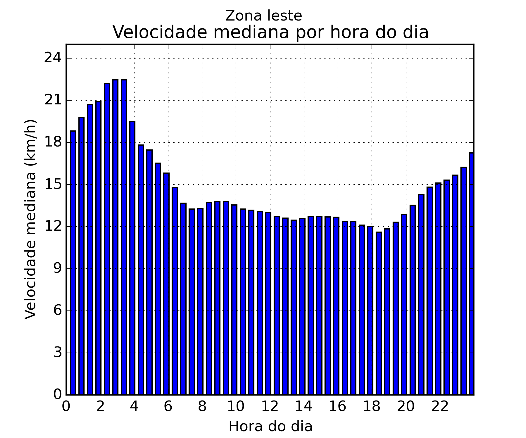 Zona leste
Velocidade mediana por hora do dia
Velocidade mediana (km/h)
24
21
18
15
12
9
6
3
0
0 2 4 6 8 10 12 14 16 18 20 22
Hora do dia